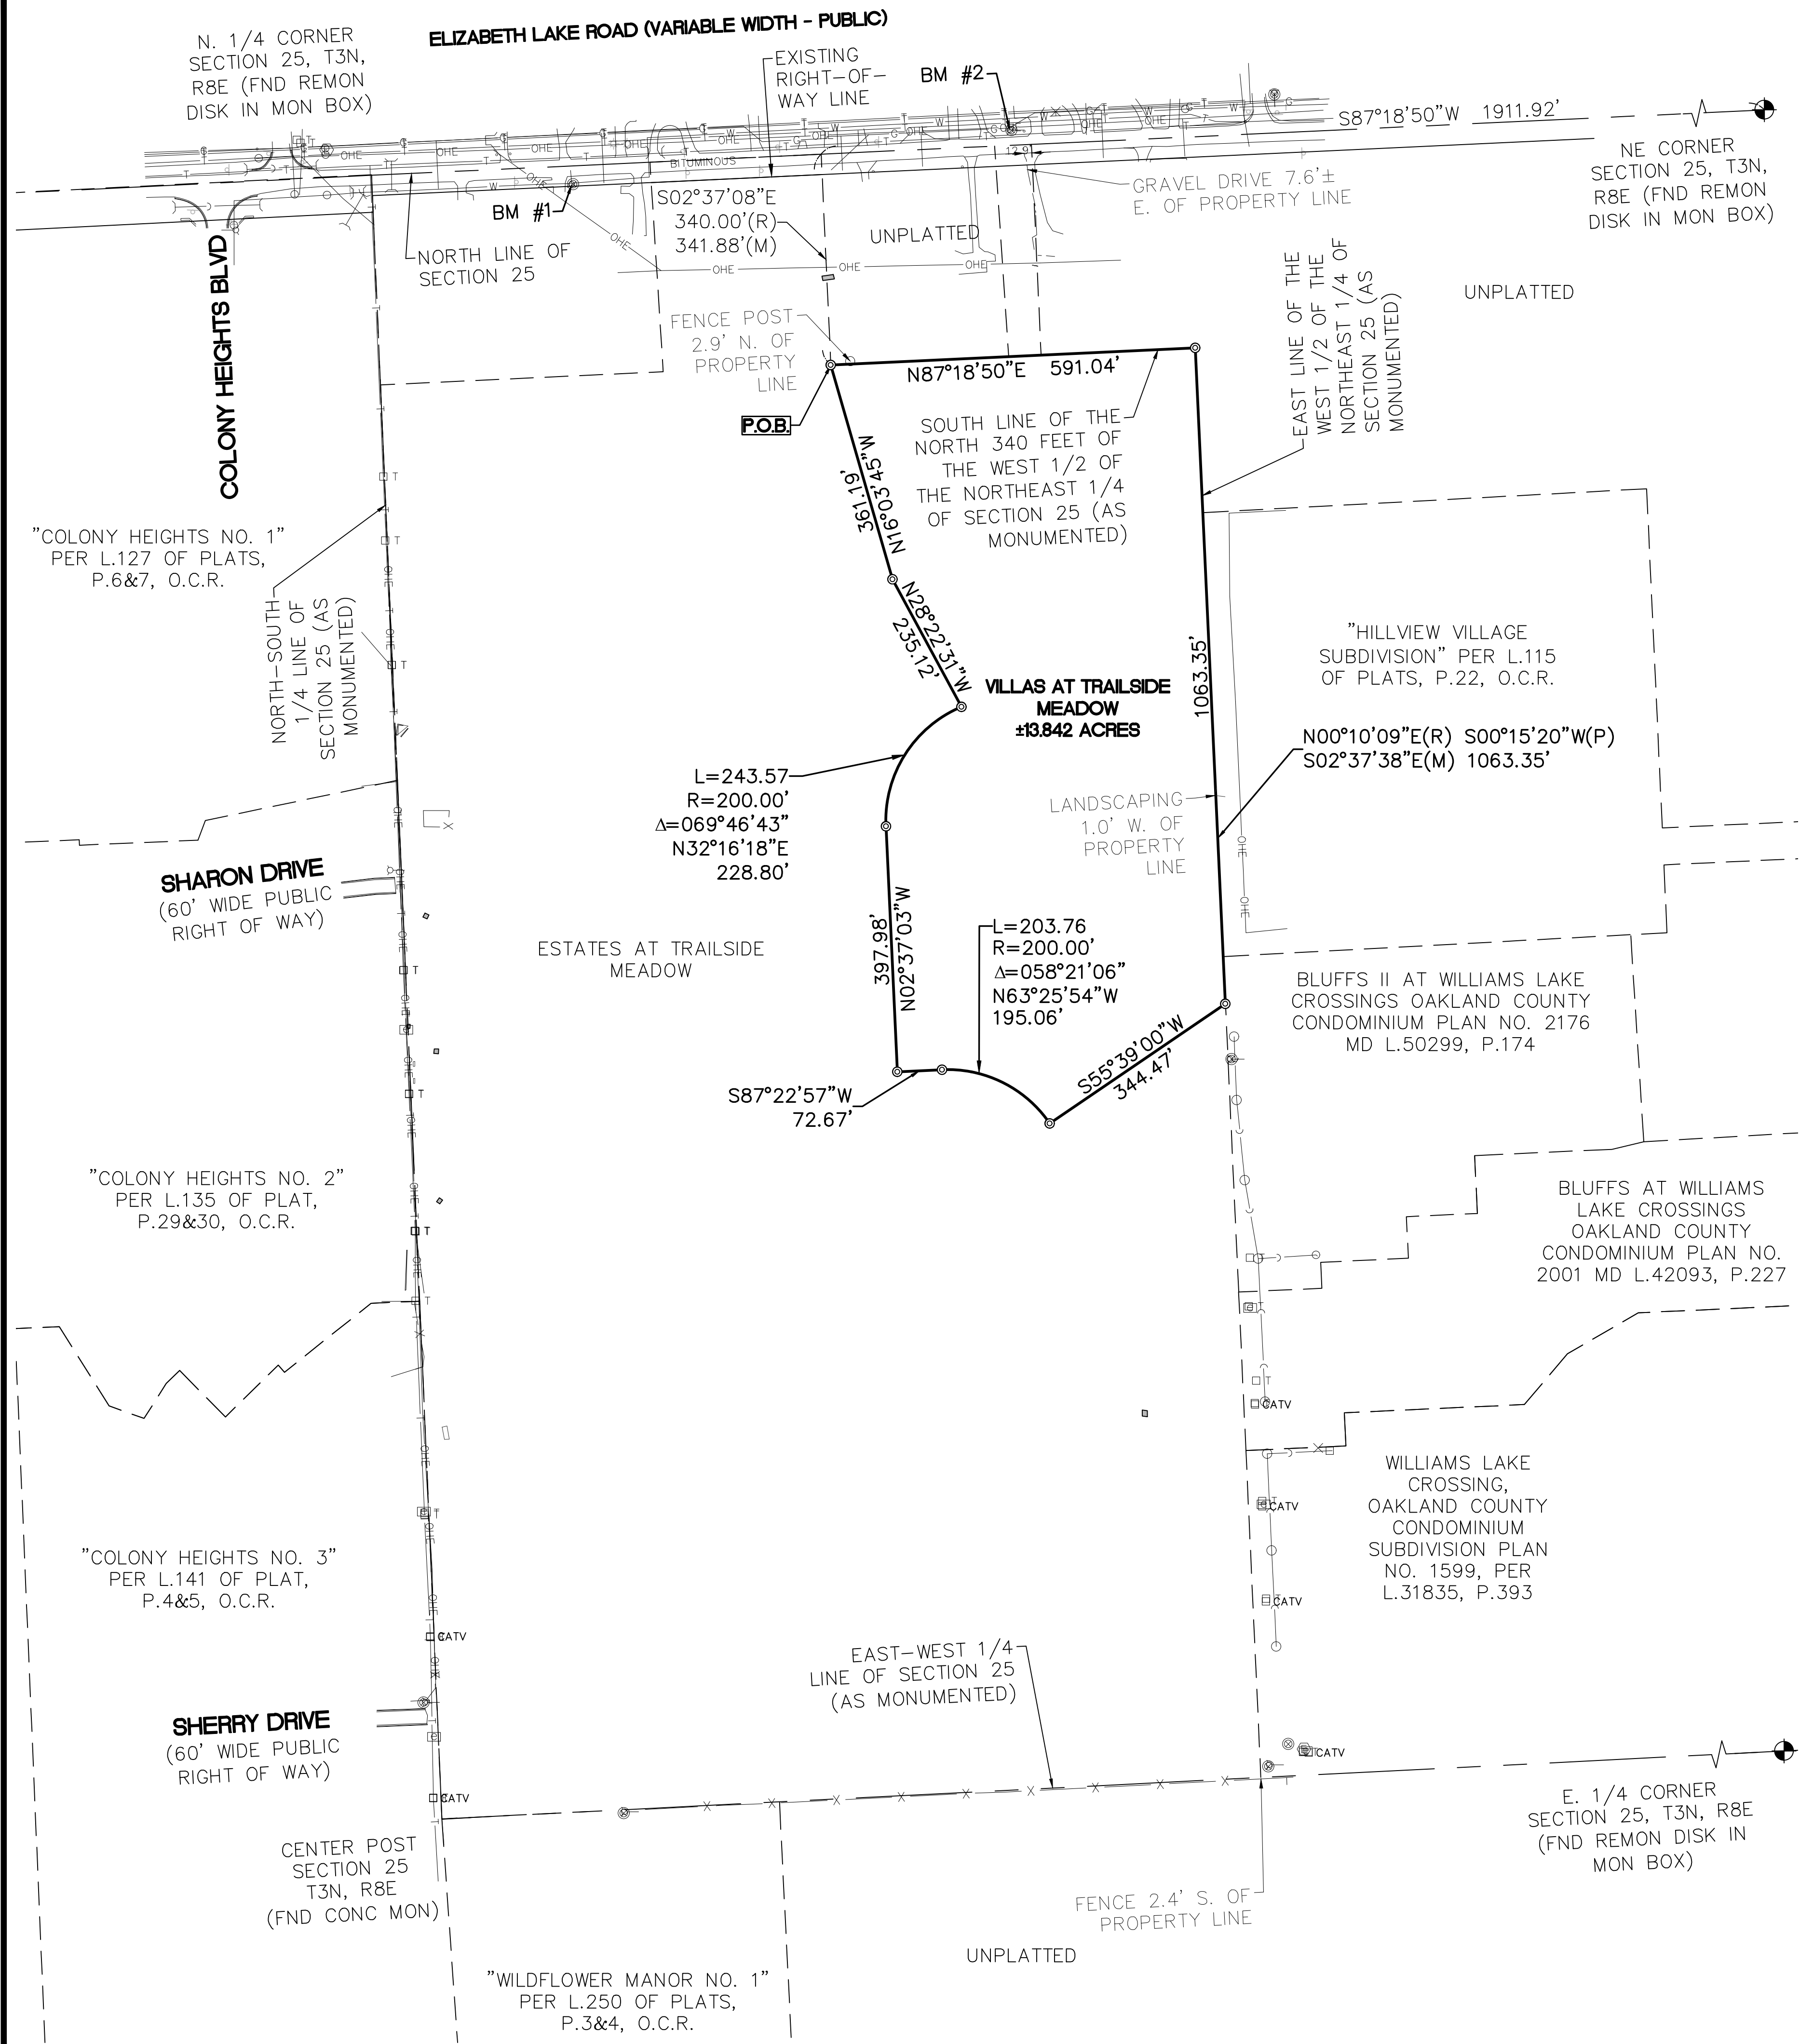 ELIZABETH LAKE ROAD (VARIABLE WIDTH - PUBLIC)
N. 1/4 CORNER
SECTION 25, T3N,
R8E (FND REMON
DISK IN MON BOX)
EXISTING
RIGHT-OF-
WAY LINE
BM #2
S87°18'50"W 1911.92'
NE CORNER
SECTION 25, T3N,
R8E (FND REMON
DISK IN MON BOX)
BITUMINOUS
12.9
BM #1
S02°37'08"E
340.00'(R)
341.88'(M)
UNPLATTED
GRAVEL DRIVE 7.6'±
E. OF PROPERTY LINE
NORTH LINE OF
SECTION 25
OHE
OHE
OHE
COLONY HEIGHTS BLVD
EAST LINE OF THE
WEST 1/2 OF THE
NORTHEAST 1/4 OF
SECTION 25 (AS
MONUMENTED)
UNPLATTED
FENCE POST
2.9' N. OF
PROPERTY
LINE
N87°18'50"E 591.04'
P.O.B.
SOUTH LINE OF THE
NORTH 340 FEET OF
THE WEST 1/2 OF
THE NORTHEAST 1/4
OF SECTION 25 (AS
MONUMENTED)
N16°03'45"W
361.19'
"COLONY HEIGHTS NO. 1"
PER L.127 OF PLATS,
P.6&7, O.C.R.
NORTH-SOUTH
1/4 LINE OF
SECTION 25 (AS
MONUMENTED)
N28°22'31"W
235.12'
"HILLVIEW VILLAGE
SUBDIVISION" PER L.115
OF PLATS, P.22, O.C.R.
VILLAS AT TRAILSIDE
MEADOW
±13.842 ACRES
1063.35'
N00°10'09"E(R) S00°15'20"W(P)
S02°37'38"E(M) 1063.35'
L=243.57
R=200.00'
Δ=069°46'43"
N32°16'18"E
228.80'
LANDSCAPING
1.0' W. OF
PROPERTY
LINE
SHARON DRIVE
(60' WIDE PUBLIC
RIGHT OF WAY)
ESTATES AT TRAILSIDE
MEADOW
397.98'
N02°37'03"W
L=203.76
R=200.00'
Δ=058°21'06"
N63°25'54"W
195.06'
BLUFFS II AT WILLIAMS LAKE
CROSSINGS OAKLAND COUNTY
CONDOMINIUM PLAN NO. 2176
MD L.50299, P.174
S55°39'00"W
344.47'
S87°22'57"W
72.67'
"COLONY HEIGHTS NO. 2"
PER L.135 OF PLAT,
P.29&30, O.C.R.
BLUFFS AT WILLIAMS
LAKE CROSSINGS
OAKLAND COUNTY
CONDOMINIUM PLAN NO.
2001 MD L.42093, P.227
CATV
WILLIAMS LAKE
CROSSING,
OAKLAND COUNTY
CONDOMINIUM
SUBDIVISION PLAN
NO. 1599, PER
L.31835, P.393
CATV
"COLONY HEIGHTS NO. 3"
PER L.141 OF PLAT,
P.4&5, O.C.R.
CATV
CATV
EAST-WEST 1/4
LINE OF SECTION 25
(AS MONUMENTED)
SHERRY DRIVE
(60' WIDE PUBLIC
RIGHT OF WAY)
CATV
CATV
E. 1/4 CORNER
SECTION 25, T3N, R8E
(FND REMON DISK IN
MON BOX)
CENTER POST
SECTION 25
T3N, R8E
(FND CONC MON)
FENCE 2.4' S. OF
PROPERTY LINE
UNPLATTED
"WILDFLOWER MANOR NO. 1"
PER L.250 OF PLATS,
P.3&4, O.C.R.